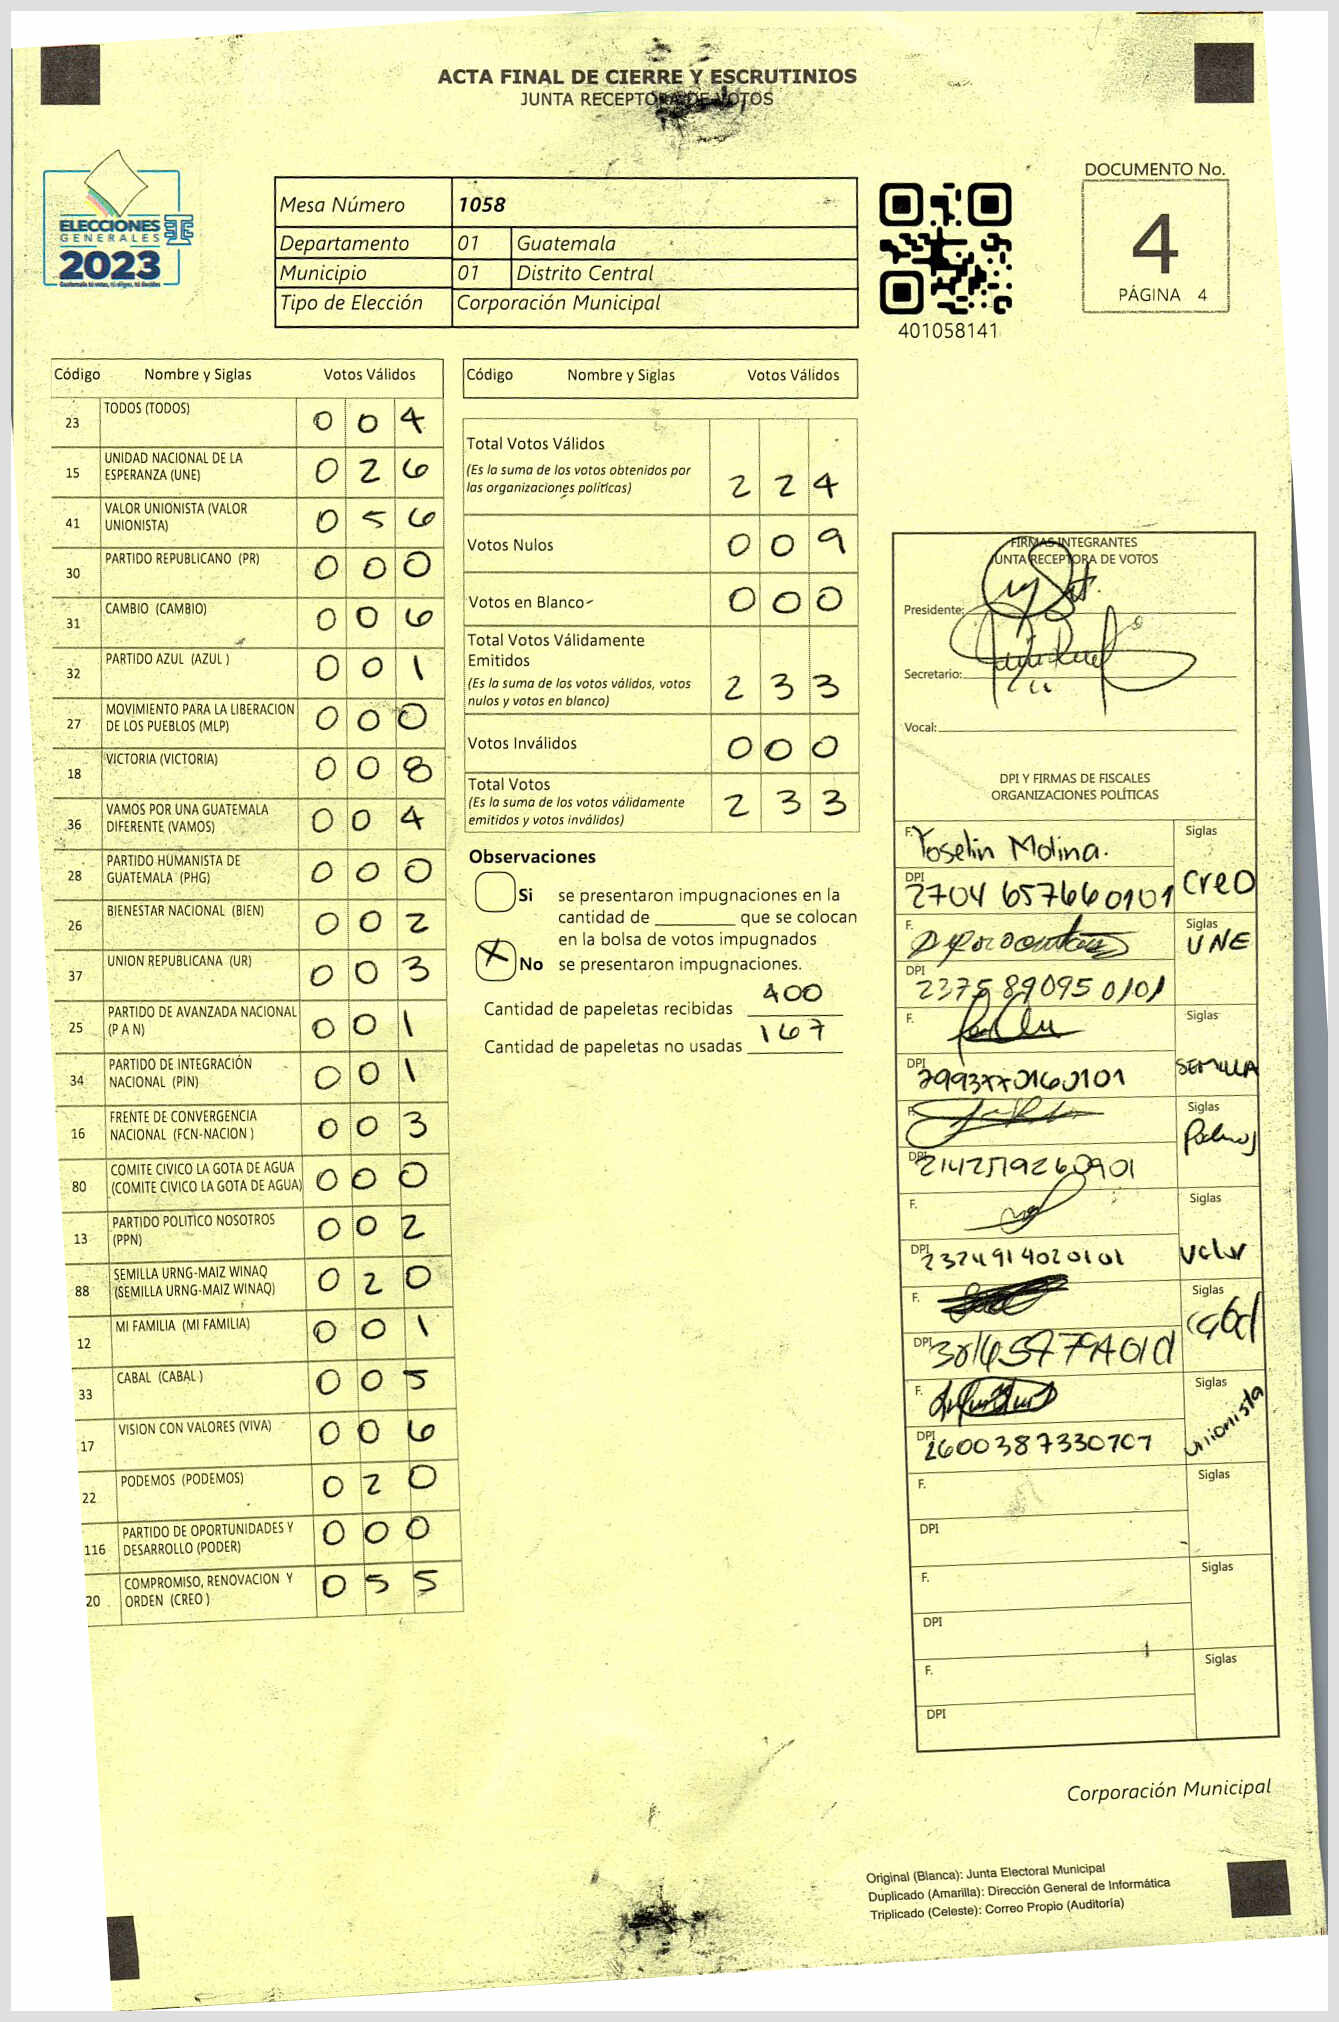 ACTA FINAL DE CIERRE Y ESCRUTINIOS
JUNTA RECEPTORA DE VOTOS
ELECCIONES
GENERALES
2023
Guatemala tú votas, tú eliges, tú decides
Mesa Número 1058
Departamento 01 Guatemala
Municipio 01 Distrito Central
Tipo de Elección Corporación Municipal
401058141
DOCUMENTO No.
4
PÁGINA 4
Código Nombre y Siglas Votos Válidos
23 TODOS (TODOS) 0 0 4
15 UNIDAD NACIONAL DE LA
ESPERANZA (UNE) 0 2 6
41 VALOR UNIONISTA (VALOR
UNIONISTA) 0 5 6
30 PARTIDO REPUBLICANO (PR) 0 0 0
31 CAMBIO (CAMBIO) 0 0 6
32 PARTIDO AZUL (AZUL ) 0 0 1
27 MOVIMIENTO PARA LA LIBERACION
DE LOS PUEBLOS (MLP) 0 0 0
18 VICTORIA (VICTORIA) 0 0 8
36 VAMOS POR UNA GUATEMALA
DIFERENTE (VAMOS) 0 0 4
28 PARTIDO HUMANISTA DE
GUATEMALA (PHG) 0 0 0
26 BIENESTAR NACIONAL (BIEN) 0 0 2
37 UNION REPUBLICANA (UR) 0 0 3
25 PARTIDO DE AVANZADA NACIONAL
(P A N) 0 0 1
34 PARTIDO DE INTEGRACIÓN
NACIONAL (PIN) 0 0 1
16 FRENTE DE CONVERGENCIA
NACIONAL (FCN-NACION ) 0 0 3
80 COMITE CIVICO LA GOTA DE AGUA
(COMITE CIVICO LA GOTA DE AGUA) 0 0 0
13 PARTIDO POLITICO NOSOTROS
(PPN) 0 0 2
88 SEMILLA URNG-MAIZ WINAQ
(SEMILLA URNG-MAIZ WINAQ) 0 2 0
12 MI FAMILIA (MI FAMILIA) 0 0 1
33 CABAL (CABAL ) 0 0 5
17 VISION CON VALORES (VIVA) 0 0 6
22 PODEMOS (PODEMOS) 0 2 0
116 PARTIDO DE OPORTUNIDADES Y
DESARROLLO (PODER) 0 0 0
20 COMPROMISO, RENOVACION Y
ORDEN (CREO ) 0 5 5
Código Nombre y Siglas Votos Válidos
Total Votos Válidos
(Es la suma de los votos obtenidos por
las organizaciones políticas) 2 2 4
Votos Nulos 0 0 9
Votos en Blanco 0 0 0
Total Votos Válidamente
Emitidos
(Es la suma de los votos válidos, votos
nulos y votos en blanco) 2 3 3
Votos Inválidos 0 0 0
Total Votos
(Es la suma de los votos válidamente
emitidos y votos inválidos) 2 3 3
Observaciones
Si se presentaron impugnaciones en la
cantidad de ________ que se colocan
en la bolsa de votos impugnados
X No se presentaron impugnaciones.
Cantidad de papeletas recibidas 400
Cantidad de papeletas no usadas 167
FIRMAS INTEGRANTES
JUNTA RECEPTORA DE VOTOS
Presidente:
Secretario:
Vocal:
DPI Y FIRMAS DE FISCALES
ORGANIZACIONES POLÍTICAS
F. Yoselin Molina. Siglas
DPI 2704 65766 0101 CREO
F. Siglas
UNE
DPI 2375 89095 0101
F. Siglas
DPI SEMILLA
F. Siglas
DPI
F. Siglas
DPI 2324914020101 Valor
F. Siglas
DPI
F. Siglas
DPI 2600387330707 unionista
F. Siglas
DPI
F. Siglas
DPI
F. Siglas
DPI
Corporación Municipal
Original (Blanca): Junta Electoral Municipal
Duplicado (Amarilla): Dirección General de Informática
Triplicado (Celeste): Correo Propio (Auditoría)